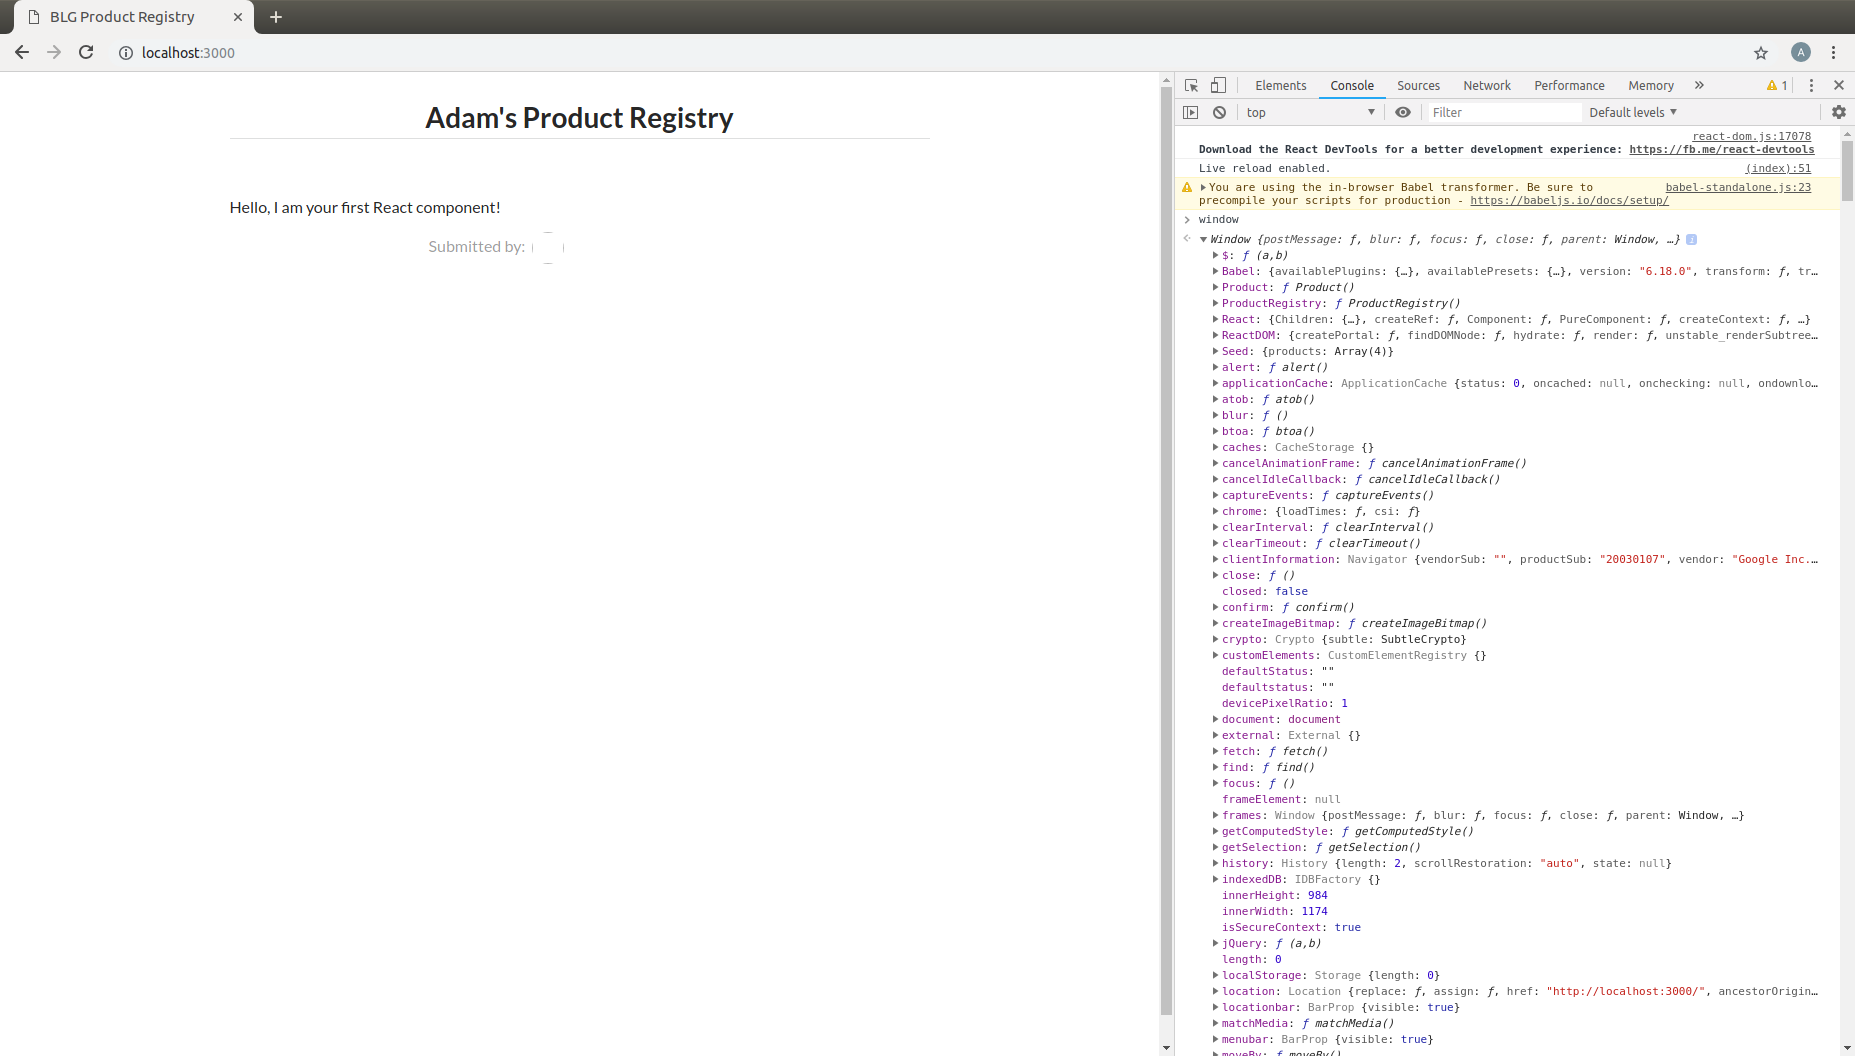 BLG Product Registry
localhost:3000
A
Adam's Product Registry
Hello, I am your first React component!
Submitted by:
Elements Console Sources Network Performance Memory » 1
top Filter Default levels
react-dom.js:17078
Download the React DevTools for a better development experience: https://fb.me/react-devtools
Live reload enabled. (index):51
You are using the in-browser Babel transformer. Be sure to babel-standalone.js:23
precompile your scripts for production - https://babeljs.io/docs/setup/
window
Window {postMessage: ƒ, blur: ƒ, focus: ƒ, close: ƒ, parent: Window, …} i
$: ƒ (a,b)
Babel: {availablePlugins: {…}, availablePresets: {…}, version: "6.18.0", transform: ƒ, tr…
Product: ƒ Product()
ProductRegistry: ƒ ProductRegistry()
React: {Children: {…}, createRef: ƒ, Component: ƒ, PureComponent: ƒ, createContext: ƒ, …}
ReactDOM: {createPortal: ƒ, findDOMNode: ƒ, hydrate: ƒ, render: ƒ, unstable_renderSubtree…
Seed: {products: Array(4)}
alert: ƒ alert()
applicationCache: ApplicationCache {status: 0, oncached: null, onchecking: null, ondownlo…
atob: ƒ atob()
blur: ƒ ()
btoa: ƒ btoa()
caches: CacheStorage {}
cancelAnimationFrame: ƒ cancelAnimationFrame()
cancelIdleCallback: ƒ cancelIdleCallback()
captureEvents: ƒ captureEvents()
chrome: {loadTimes: ƒ, csi: ƒ}
clearInterval: ƒ clearInterval()
clearTimeout: ƒ clearTimeout()
clientInformation: Navigator {vendorSub: "", productSub: "20030107", vendor: "Google Inc.…
close: ƒ ()
closed: false
confirm: ƒ confirm()
createImageBitmap: ƒ createImageBitmap()
crypto: Crypto {subtle: SubtleCrypto}
customElements: CustomElementRegistry {}
defaultStatus: ""
defaultstatus: ""
devicePixelRatio: 1
document: document
external: External {}
fetch: ƒ fetch()
find: ƒ find()
focus: ƒ ()
frameElement: null
frames: Window {postMessage: ƒ, blur: ƒ, focus: ƒ, close: ƒ, parent: Window, …}
getComputedStyle: ƒ getComputedStyle()
getSelection: ƒ getSelection()
history: History {length: 2, scrollRestoration: "auto", state: null}
indexedDB: IDBFactory {}
innerHeight: 984
innerWidth: 1174
isSecureContext: true
jQuery: ƒ (a,b)
length: 0
localStorage: Storage {length: 0}
location: Location {replace: ƒ, assign: ƒ, href: "http://localhost:3000/", ancestorOrigin…
locationbar: BarProp {visible: true}
matchMedia: ƒ matchMedia()
menubar: BarProp {visible: true}
moveBy: ƒ moveBy()